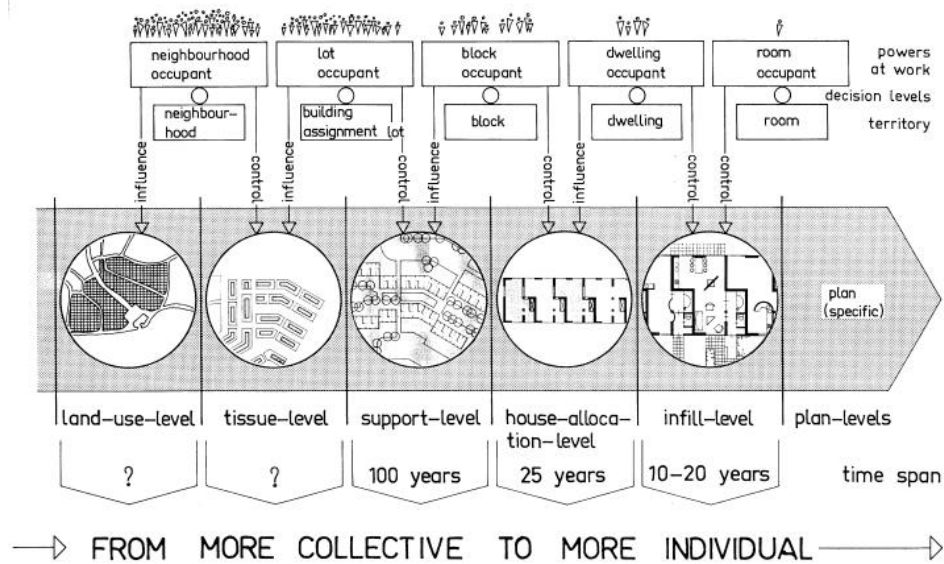 neighbourhood
occupant
lot
occupant
block
occupant
dwelling
occupant
room
occupant
powers
at work
decision levels
neighbour-
hood
building
assignment lot
block
dwelling
room
territory
influence
control
influence
control
influence
control
influence
control
control
plan
(specific)
land-use-level
tissue-level
support-level
house-alloca-
tion-level
infill-level
plan-levels
?
?
100 years
25 years
10-20 years
time span
FROM MORE COLLECTIVE TO MORE INDIVIDUAL